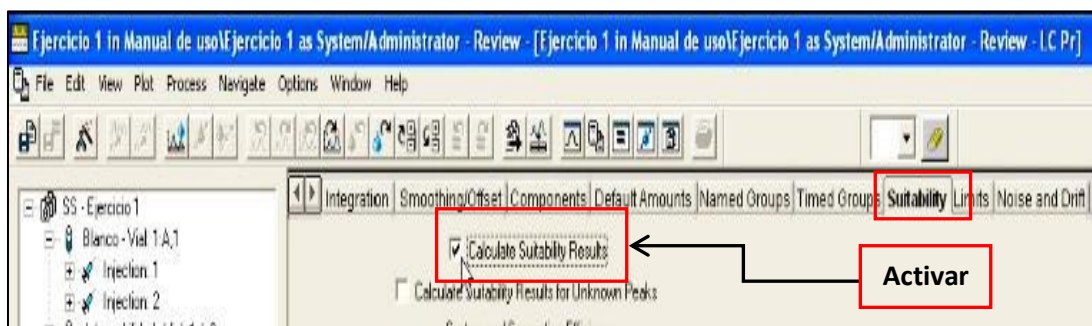 Ejercicio 1 in Manual de uso\Ejercicio 1 as System/Administrator - Review - [Ejercicio 1 in Manual de uso\Ejercicio 1 as System/Administrator - Review - LC Pr]
File Edit View Plot Process Navigate Options Window Help
Integration Smoothing/Offset Components Default Amounts Named Groups Timed Groups Suitability Limits Noise and Drift
SS - Ejercicio 1
Blanco - Vial 1:A,1
Injection: 1
Injection: 2
Calculate Suitability Results
Calculate Suitability Results for Unknown Peaks
Activar